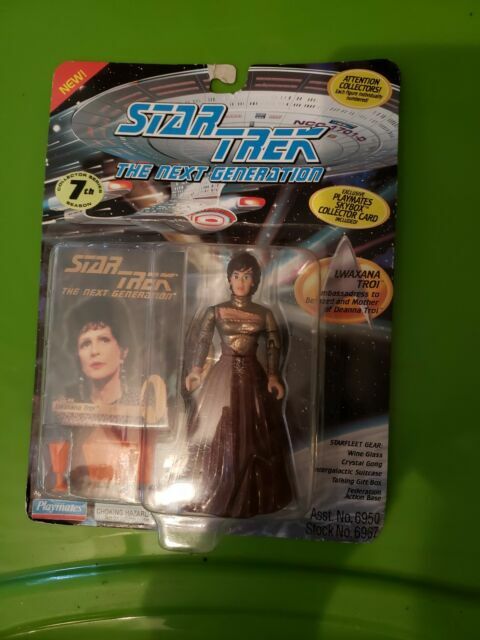 NEW!
ATTENTION
COLLECTORS!
Each figure individually
numbered!
STAR TREK
THE NEXT GENERATION
COLLECTOR SERIES
7th
SEASON
EXCLUSIVE
PLAYMATES
SKYBOX™
COLLECTOR CARD
INCLUDED!
STAR TREK
THE NEXT GENERATION
LWAXANA
TROI
Ambassadress to
Betazed and Mother
of Deanna Troi
Lwaxana Troi
STARFLEET GEAR:
Wine Glass
Crystal Gong
Intergalactic Suitcase
Talking Gift Box
Federation
Action Base
Playmates
CHOKING HAZARD
Asst. No. 6950
Stock No. 6967